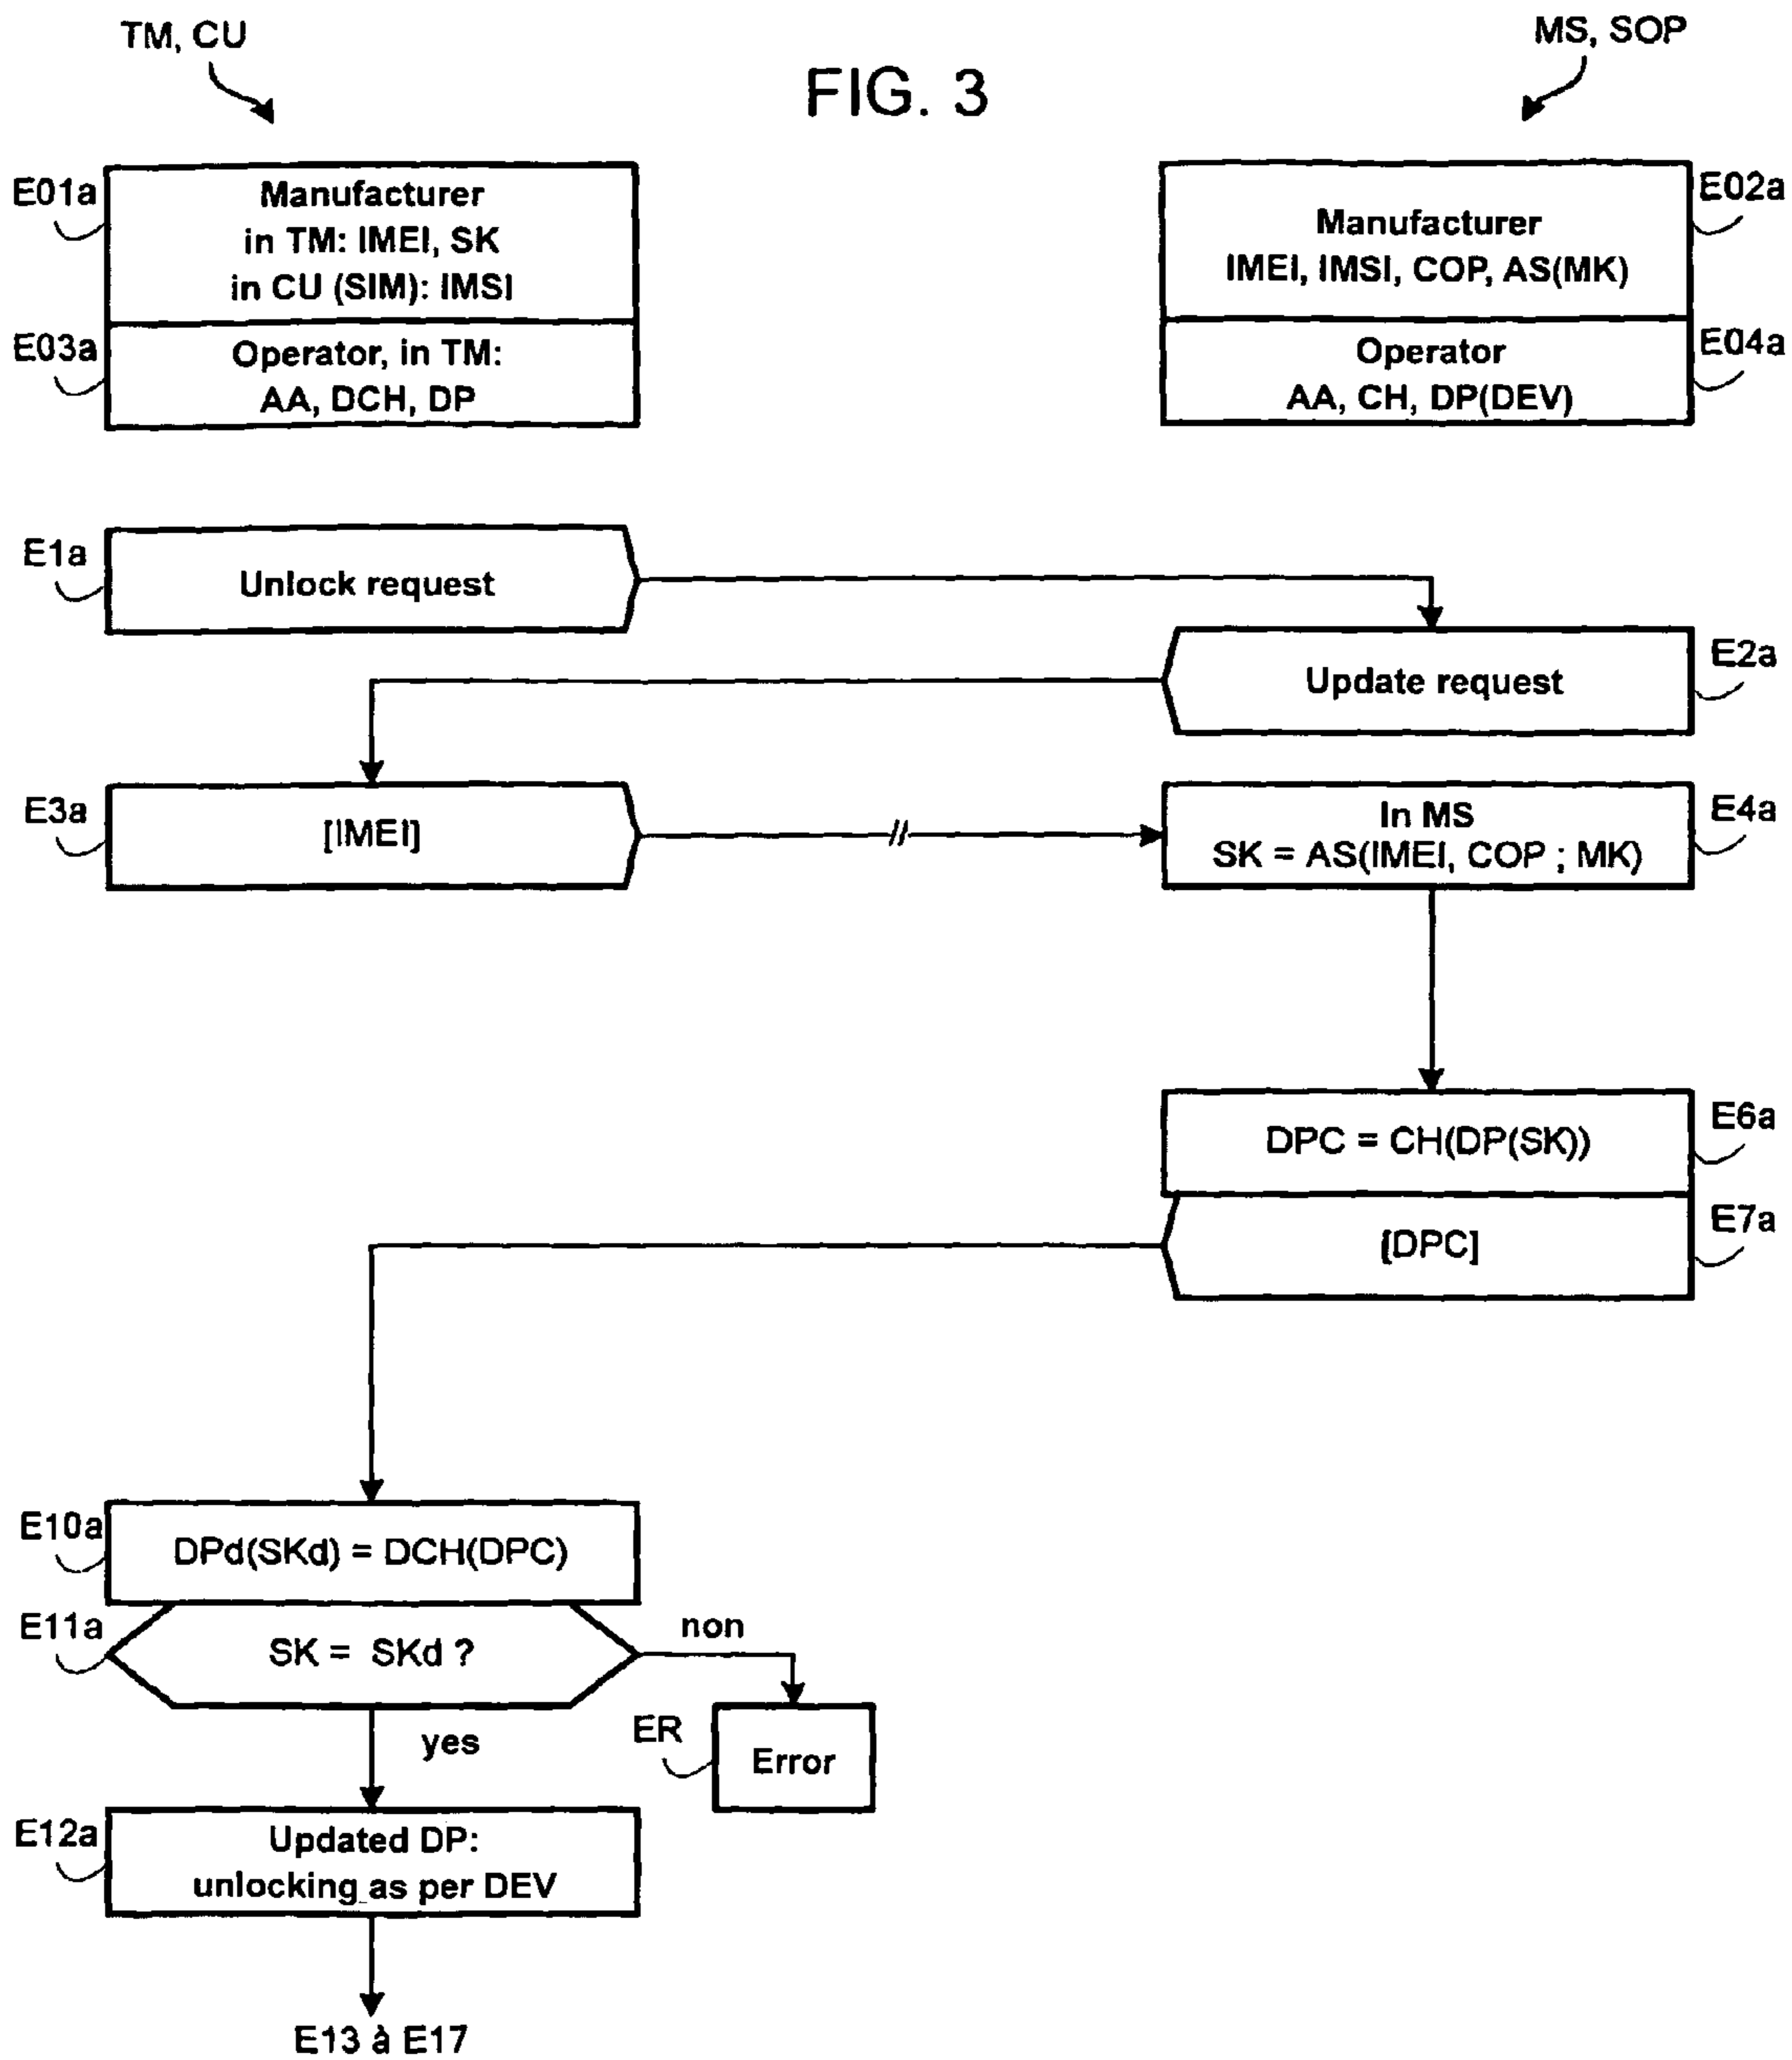 TM, CU
MS, SOP
FIG. 3
E01a
Manufacturer
in TM: IMEI, SK
in CU (SIM): IMSI
E02a
Manufacturer
IMEI, IMSI, COP, AS(MK)
E03a
Operator, in TM:
AA, DCH, DP
E04a
Operator
AA, CH, DP(DEV)
E1a
Unlock request
E2a
Update request
E3a
[IMEI]
E4a
In MS
SK = AS(IMEI, COP ; MK)
E6a
DPC = CH(DP(SK))
E7a
[DPC]
E10a
DPd(SKd) = DCH(DPC)
E11a
SK = SKd ?
non
yes
ER
Error
E12a
Updated DP:
unlocking as per DEV
E13 à E17